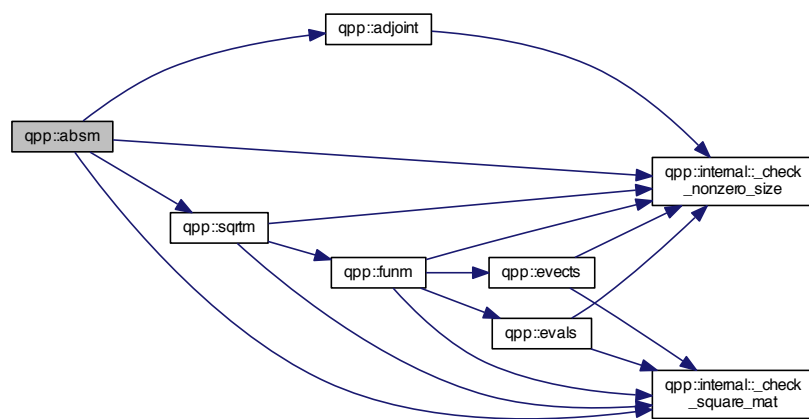 qpp::adjoint
qpp::absm
qpp::internal::_check
_nonzero_size
qpp::sqrtm
qpp::funm
qpp::evects
qpp::evals
qpp::internal::_check
_square_mat